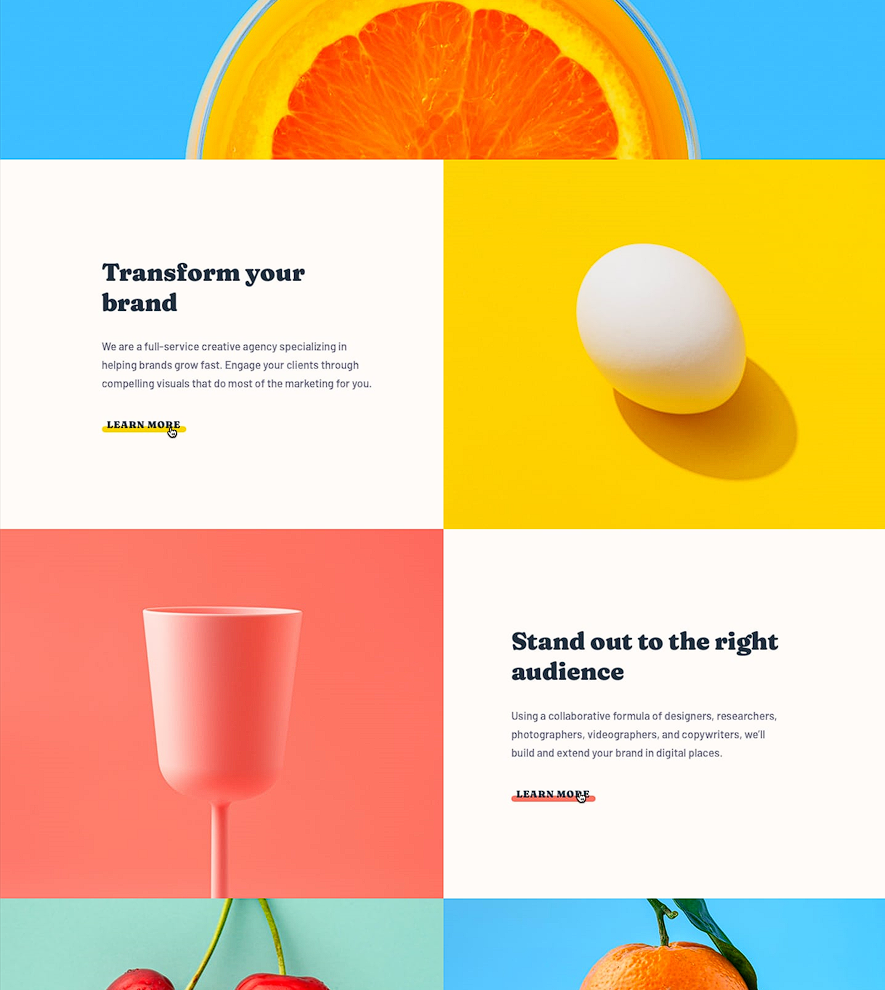 Transform your
brand
We are a full-service creative agency specializing in
helping brands grow fast. Engage your clients through
compelling visuals that do most of the marketing for you.
LEARN MORE
Stand out to the right
audience
Using a collaborative formula of designers, researchers,
photographers, videographers, and copywriters, we'll
build and extend your brand in digital places.
LEARN MORE